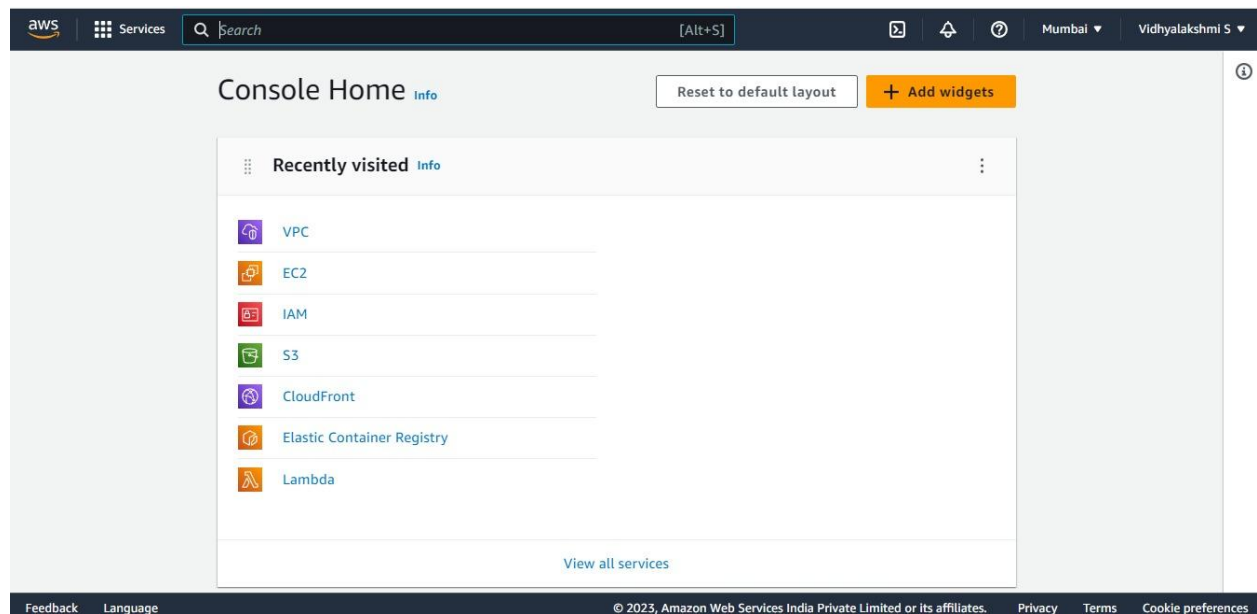 aws Services Search [Alt+S] Mumbai ▼ Vidhyalakshmi S ▼
Console Home Info Reset to default layout + Add widgets
Recently visited Info
VPC
EC2
IAM
S3
CloudFront
Elastic Container Registry
Lambda
View all services
Feedback Language © 2023, Amazon Web Services India Private Limited or its affiliates. Privacy Terms Cookie preferences